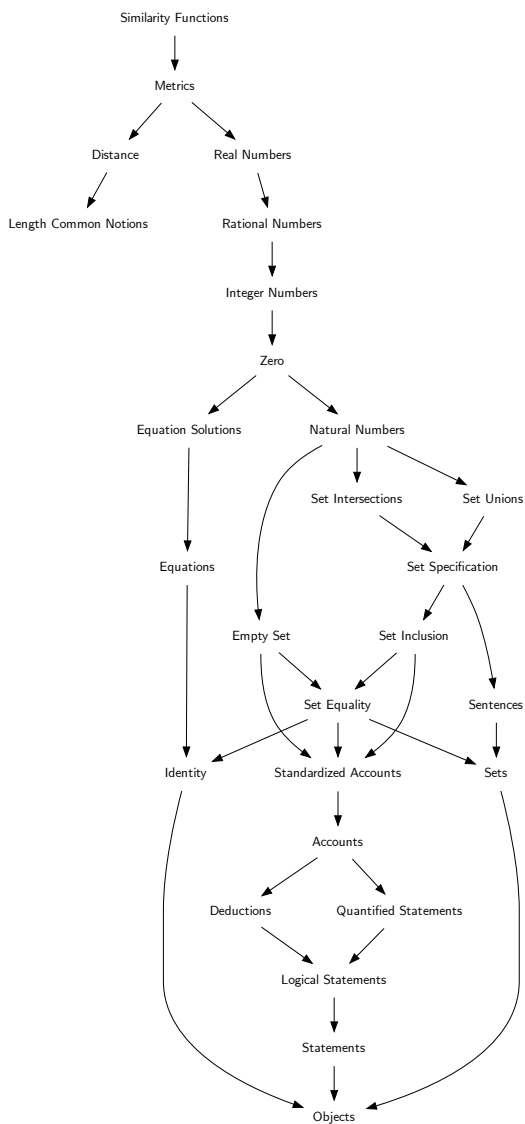 Similarity Functions
Metrics
Distance
Real Numbers
Length Common Notions
Rational Numbers
Integer Numbers
Zero
Equation Solutions
Natural Numbers
Set Intersections
Set Unions
Equations
Set Specification
Empty Set
Set Inclusion
Set Equality
Sentences
Identity
Standardized Accounts
Sets
Accounts
Deductions
Quantified Statements
Logical Statements
Statements
Objects